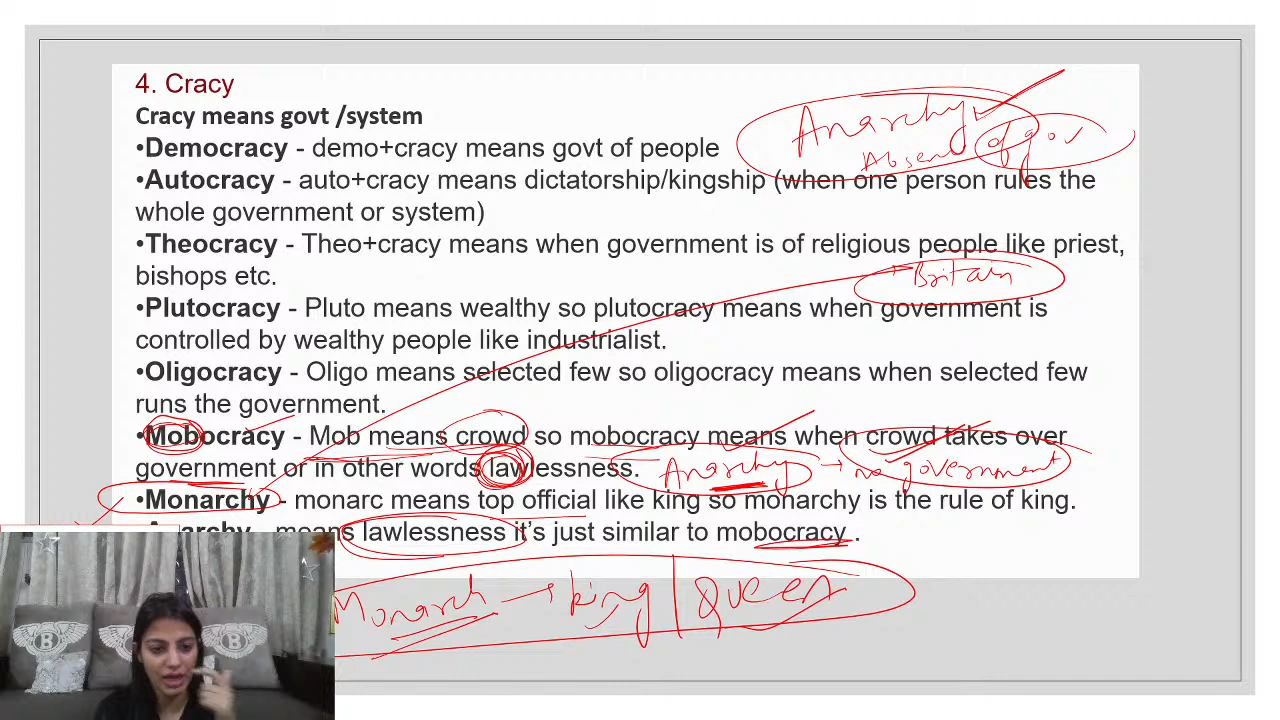 4. Cracy
Cracy means govt /system
Anarchy
•Democracy - demo+cracy means govt of people
Absent of gov
•Autocracy - auto+cracy means dictatorship/kingship (when one person rules the
whole government or system)
•Theocracy - Theo+cracy means when government is of religious people like priest,
bishops etc.
Britain
•Plutocracy - Pluto means wealthy so plutocracy means when government is
controlled by wealthy people like industrialist.
•Oligocracy - Oligo means selected few so oligocracy means when selected few
runs the government.
•Mobocracy - Mob means crowd so mobocracy means when crowd takes over
government or in other words lawlessness.
Anarchy → no government
•Monarchy - monarc means top official like king so monarchy is the rule of king.
•Anarchy - means lawlessness it's just similar to mobocracy .
Monarch → king | Queen
B
B
B